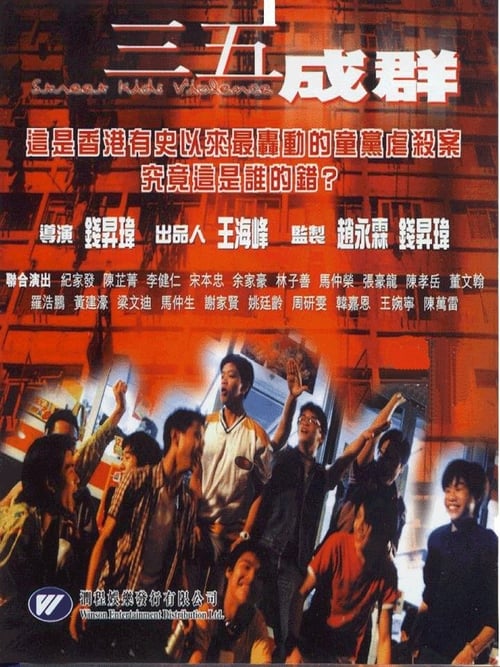 三五成群
Street Kids Violence
這是香港有史以來最轟動的童黨虐殺案
究竟這是誰的錯？
導演 錢昇瑋 出品人 王海峰 監製 趙永霖 錢昇瑋
聯合演出 紀家發 陳芷菁 李健仁 宋本忠 余家豪 林子善 馬仲榮 張豪龍 陳孝岳 董文翰
羅浩鵬 黃建濠 梁文迪 馬仲生 謝家賢 姚廷齡 周研雯 韓嘉恩 王婉寧 陳萬雷
W
潤程娛樂發行有限公司
Winson Entertainment Distribution Ltd.